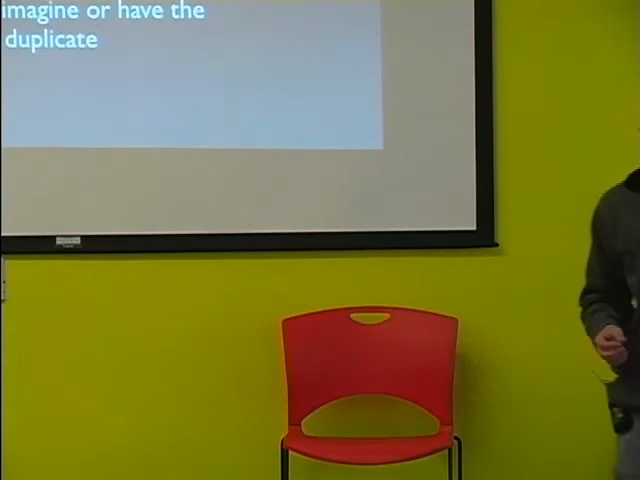 imagine or have the
duplicate